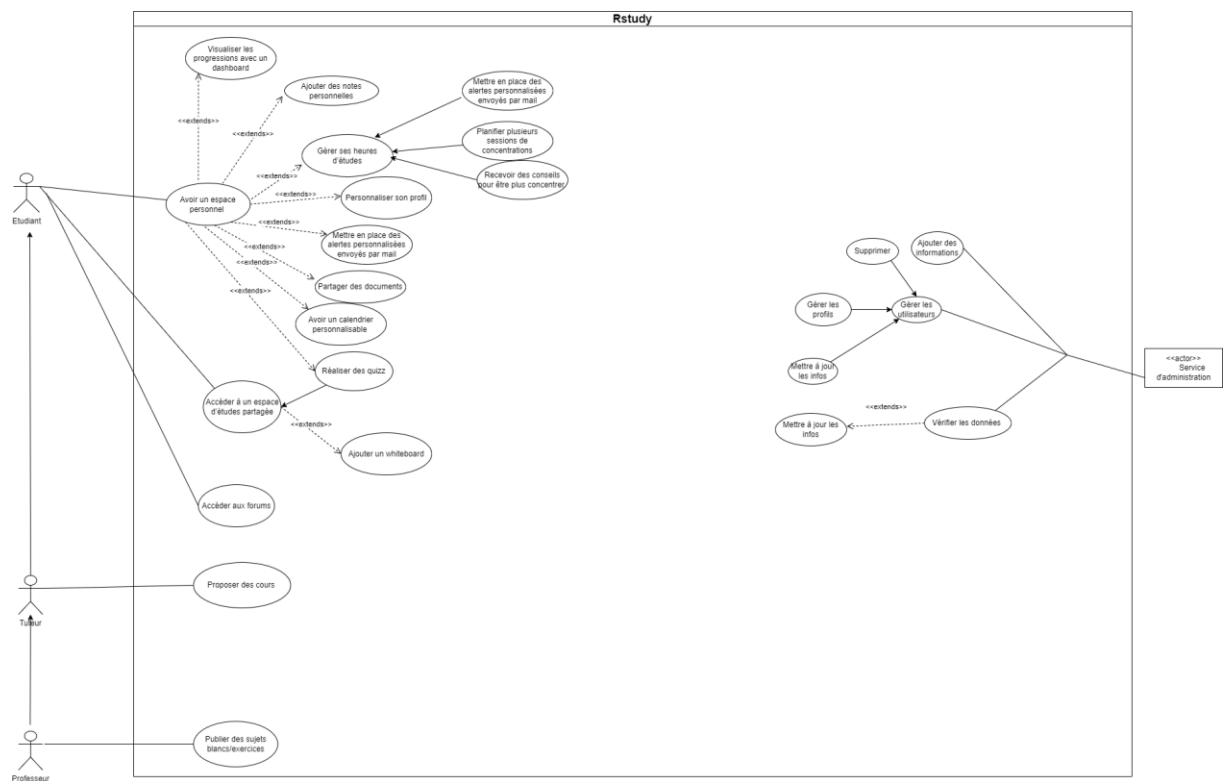 Rstudy
Visualiser les
progressions avec un
dashboard
Ajouter des notes
personnelles
Mettre en place des
alertes personnalisées
envoyés par mail
<<extends>>
<<extends>>
Gèrer ses heures
d'études
Planifier plusieurs
sessions de
concentrations
Recevoir des conseils
pour être plus concentrer
<<extends>>
Etudiant
Avoir un espace
personnel
<<extends>>
Personnaliser son profil
<<extends>>
Mettre en place des
alertes personnalisées
envoyés par mail
<<extends>>
<<extends>>
Partager des documents
<<extends>>
Avoir un calendrier
personnalisable
Réaliser des quizz
Accèder à un espace
d'études partagée
<<extends>>
Ajouter un whiteboard
Accèder aux forums
Supprimer
Ajouter des
informations
Gèrer les
profils
Gèrer les
utilisateurs
Mettre à jour
les infos
<<extends>>
Mettre à jour les
infos
Vérifier les données
<<actor>>
Service
d'administration
Proposer des cours
Tuteur
Publier des sujets
blancs/exercices
Professeur